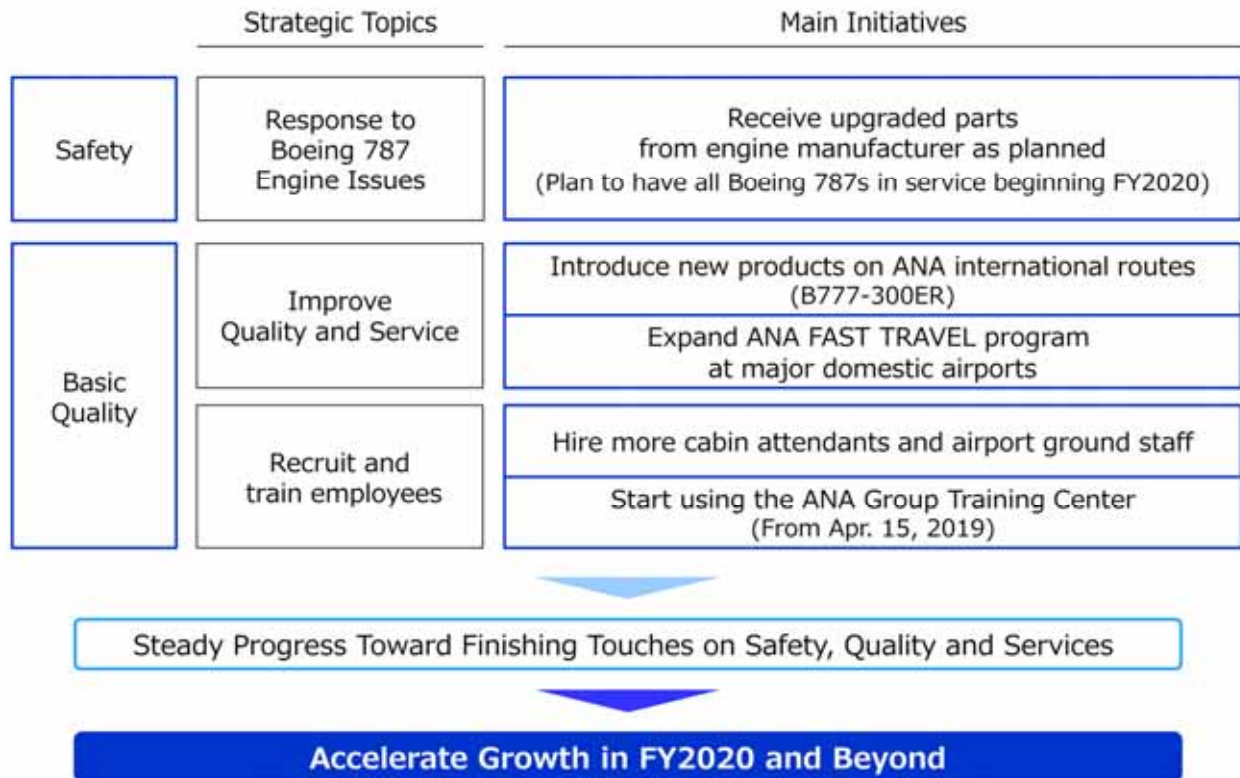 Strategic Topics
Main Initiatives
Safety
Response to
Boeing 787
Engine Issues
Receive upgraded parts
from engine manufacturer as planned
(Plan to have all Boeing 787s in service beginning FY2020)
Basic
Quality
Improve
Quality and Service
Introduce new products on ANA international routes
(B777-300ER)
Expand ANA FAST TRAVEL program
at major domestic airports
Recruit and
train employees
Hire more cabin attendants and airport ground staff
Start using the ANA Group Training Center
(From Apr. 15, 2019)
Steady Progress Toward Finishing Touches on Safety, Quality and Services
Accelerate Growth in FY2020 and Beyond